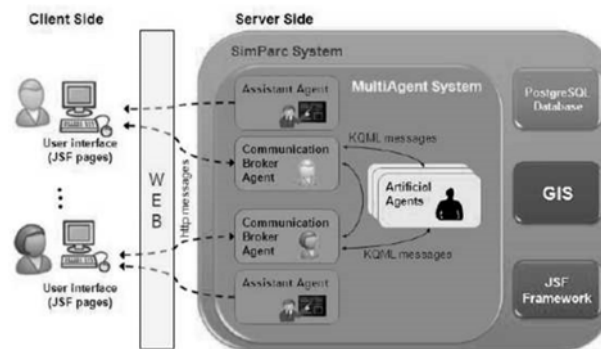 Client Side
Server Side
SimParc System
MultiAgent System
Assistant Agent
User interface
(JSF pages)
WEB
Http messages
KQML messages
Communication
Broker
Agent
Artificial
Agents
Communication
Broker
Agent
KQML messages
Assistant Agent
User Interface
(JSF pages)
PostgreSQL
Database
GIS
JSF
Framework